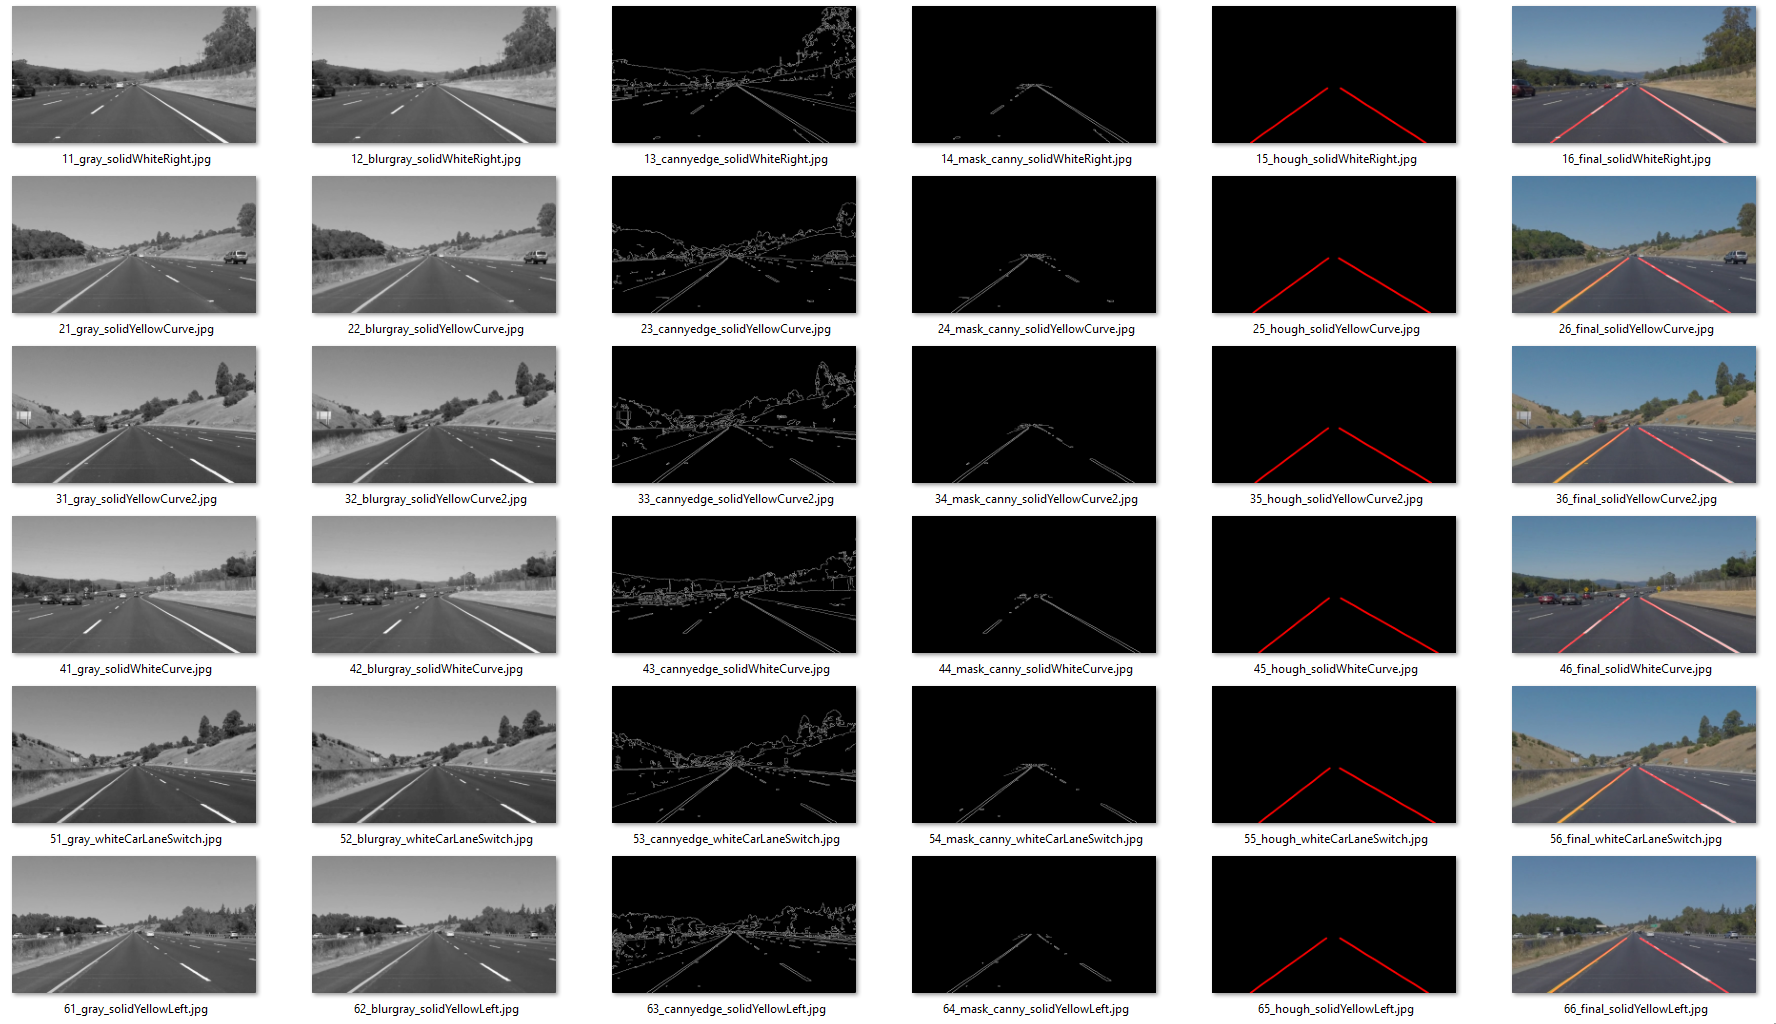 11_gray_solidWhiteRight.jpg
12_blurgray_solidWhiteRight.jpg
13_cannyedge_solidWhiteRight.jpg
14_mask_canny_solidWhiteRight.jpg
15_hough_solidWhiteRight.jpg
16_final_solidWhiteRight.jpg
21_gray_solidYellowCurve.jpg
22_blurgray_solidYellowCurve.jpg
23_cannyedge_solidYellowCurve.jpg
24_mask_canny_solidYellowCurve.jpg
25_hough_solidYellowCurve.jpg
26_final_solidYellowCurve.jpg
31_gray_solidYellowCurve2.jpg
32_blurgray_solidYellowCurve2.jpg
33_cannyedge_solidYellowCurve2.jpg
34_mask_canny_solidYellowCurve2.jpg
35_hough_solidYellowCurve2.jpg
36_final_solidYellowCurve2.jpg
41_gray_solidWhiteCurve.jpg
42_blurgray_solidWhiteCurve.jpg
43_cannyedge_solidWhiteCurve.jpg
44_mask_canny_solidWhiteCurve.jpg
45_hough_solidWhiteCurve.jpg
46_final_solidWhiteCurve.jpg
51_gray_whiteCarLaneSwitch.jpg
52_blurgray_whiteCarLaneSwitch.jpg
53_cannyedge_whiteCarLaneSwitch.jpg
54_mask_canny_whiteCarLaneSwitch.jpg
55_hough_whiteCarLaneSwitch.jpg
56_final_whiteCarLaneSwitch.jpg
61_gray_solidYellowLeft.jpg
62_blurgray_solidYellowLeft.jpg
63_cannyedge_solidYellowLeft.jpg
64_mask_canny_solidYellowLeft.jpg
65_hough_solidYellowLeft.jpg
66_final_solidYellowLeft.jpg